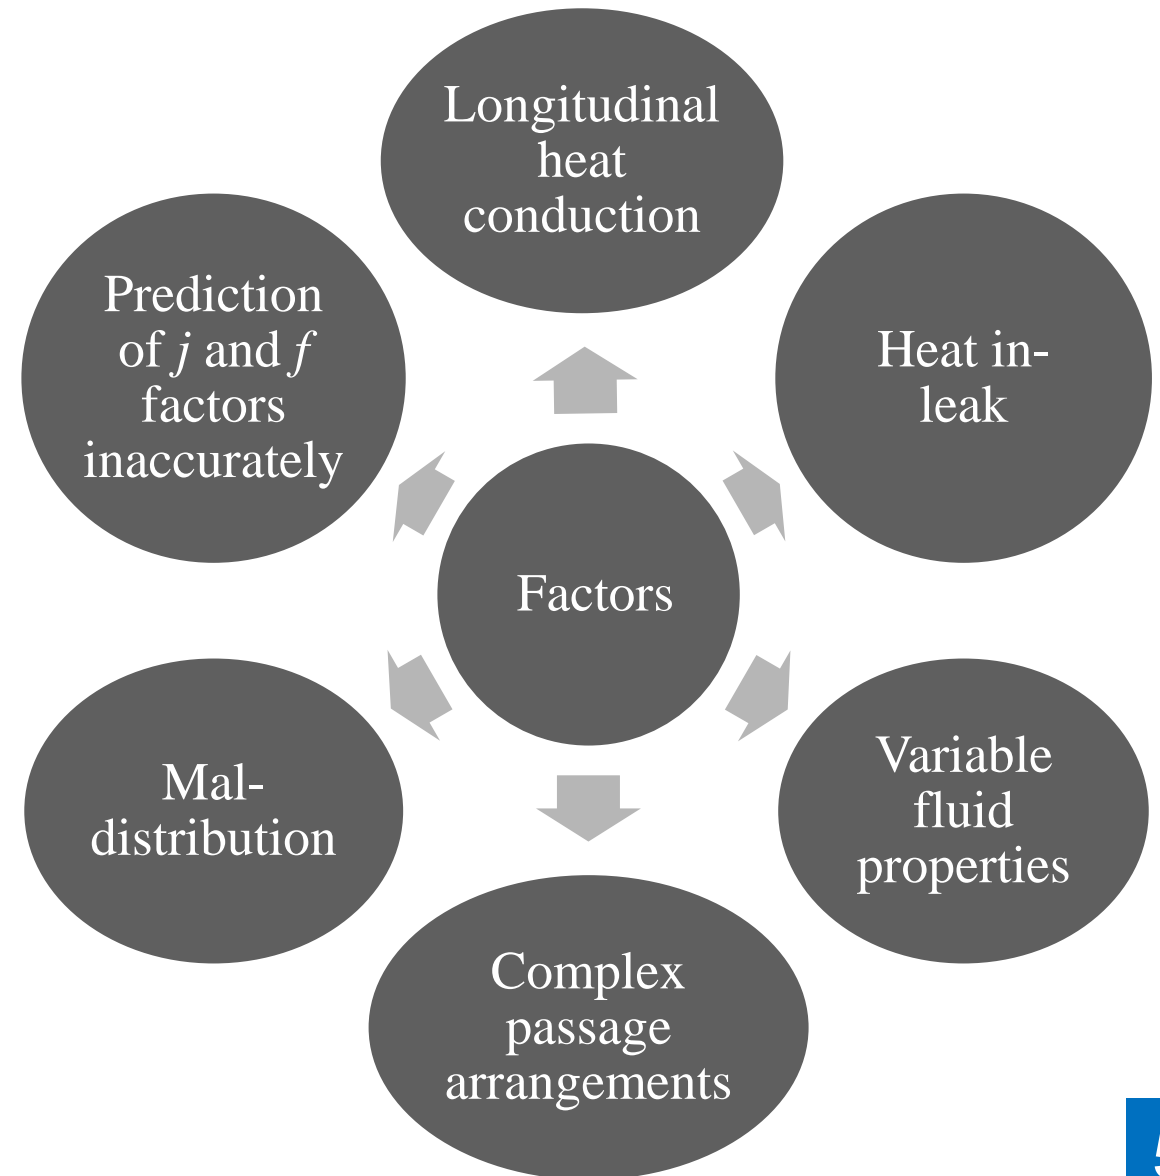 Longitudinal
heat
conduction
Prediction
of j and f
factors
inaccurately
Heat in-
leak
Factors
Mal-
distribution
Variable
fluid
properties
Complex
passage
arrangements